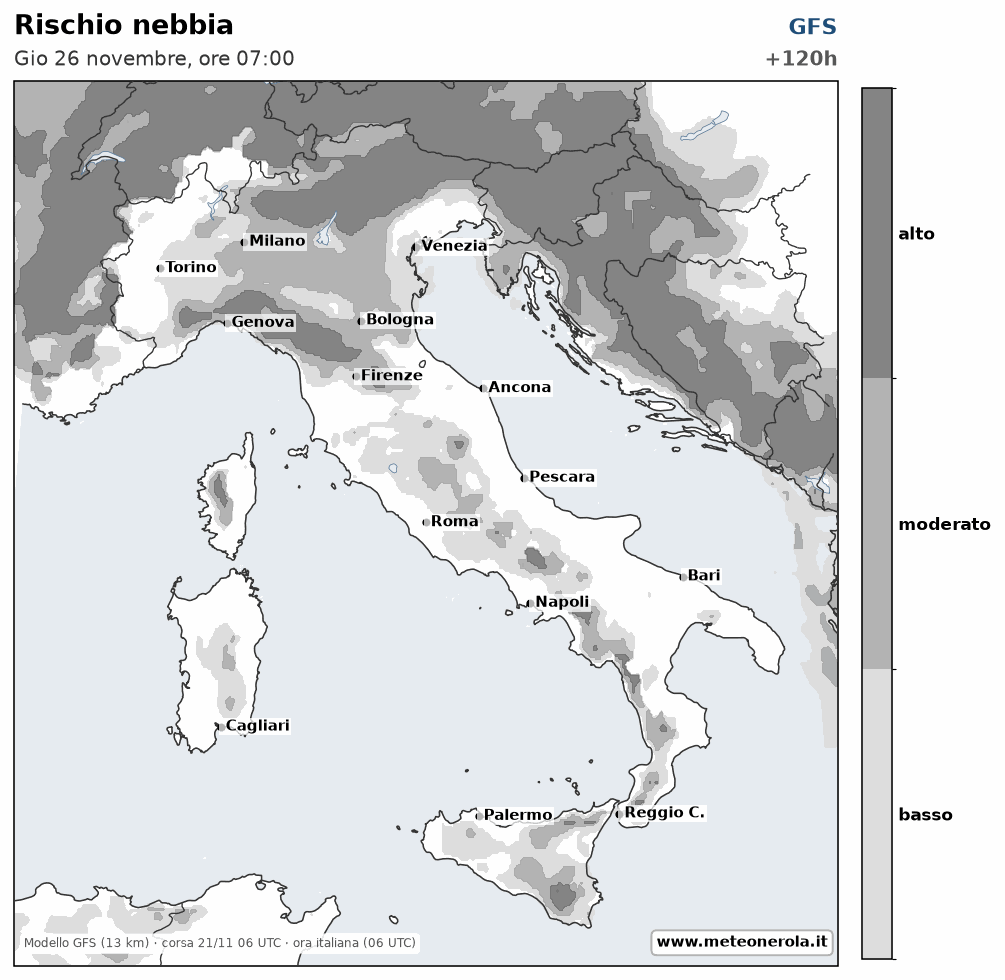 Rischio nebbia
GFS
Gio 26 novembre, ore 07:00
+120h
alto
Milano
Venezia
Torino
Genova
Bologna
Firenze
Ancona
Pescara
Roma
moderato
Bari
Napoli
Cagliari
Palermo
Reggio C.
basso
Modello GFS (13 km) · corsa 21/11 06 UTC · ora italiana (06 UTC)
www.meteonerola.it